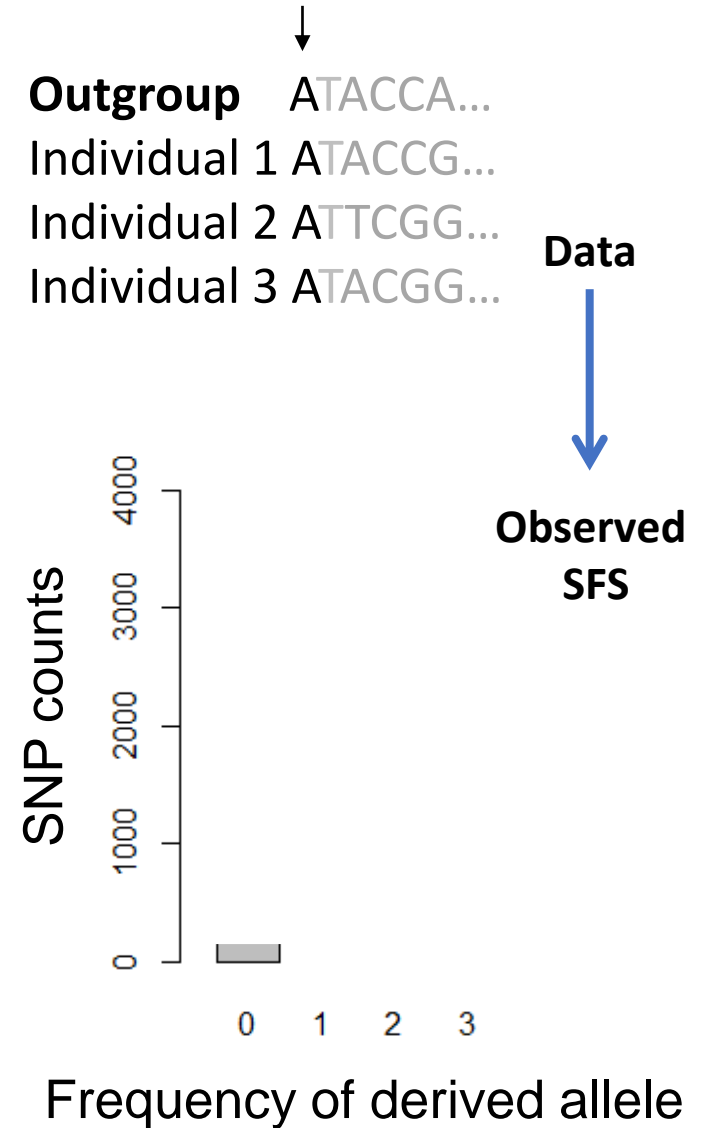 Outgroup ATACCA...
Individual 1 ATACCG...
Individual 2 ATTCGG...
Individual 3 ATACGG...
Data
Observed
SFS
SNP counts
4000
3000
2000
1000
0
0 1 2 3
Frequency of derived allele